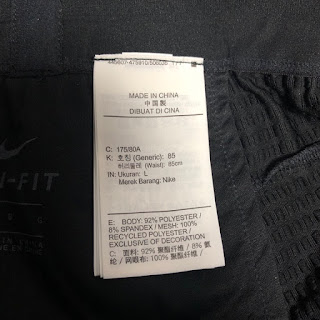 MADE IN CHINA
中國製
DIBUAT DI CINA
C: 175/80A
K: 호칭 (Generic): 85
허리둘레 (Waist): 85cm
IN: Ukuran: L
Merek Barang: Nike
E: BODY: 92% POLYESTER /
8% SPANDEX / MESH: 100%
RECYCLED POLYESTER /
EXCLUSIVE OF DECORATION
C: 面料: 92% 聚酯纤维 / 8% 氨
纶 / 网眼布: 100% 聚酯纤维 /
I-FIT